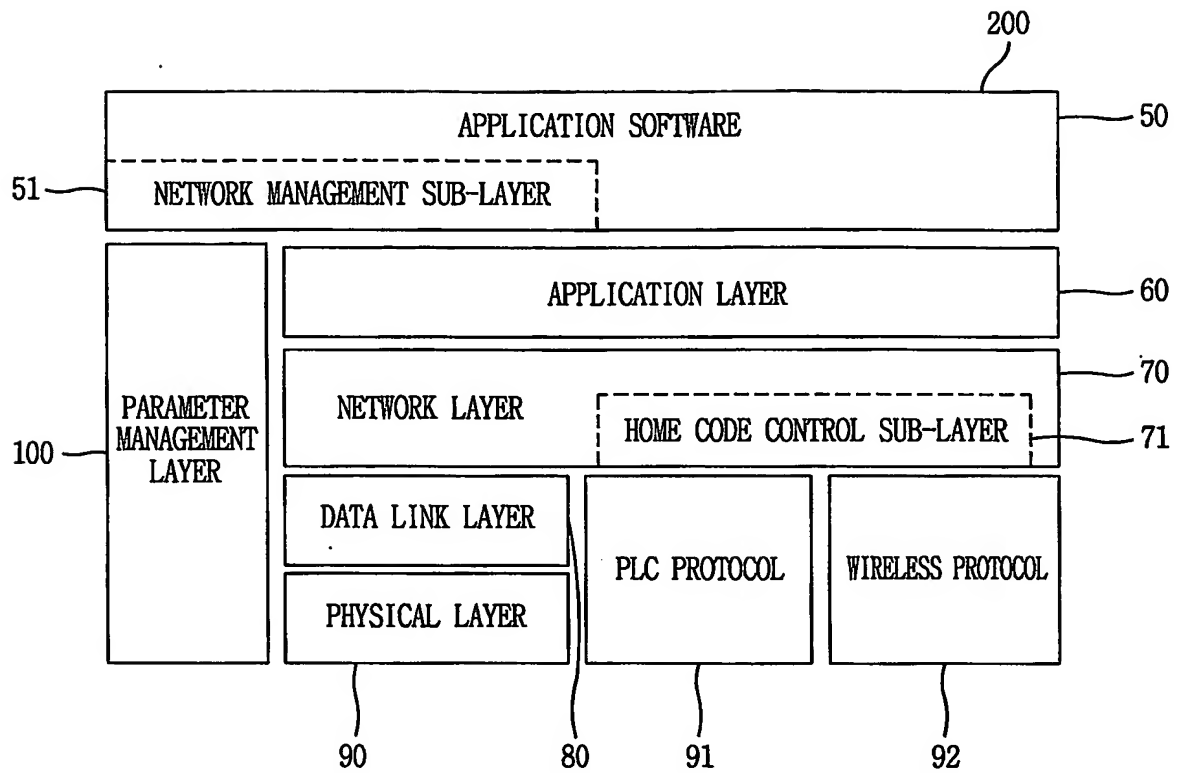 200
APPLICATION SOFTWARE
50
51
NETWORK MANAGEMENT SUB-LAYER
APPLICATION LAYER
60
NETWORK LAYER
70
HOME CODE CONTROL SUB-LAYER
71
PARAMETER
MANAGEMENT
LAYER
100
DATA LINK LAYER
PLC PROTOCOL
WIRELESS PROTOCOL
PHYSICAL LAYER
90
80
91
92